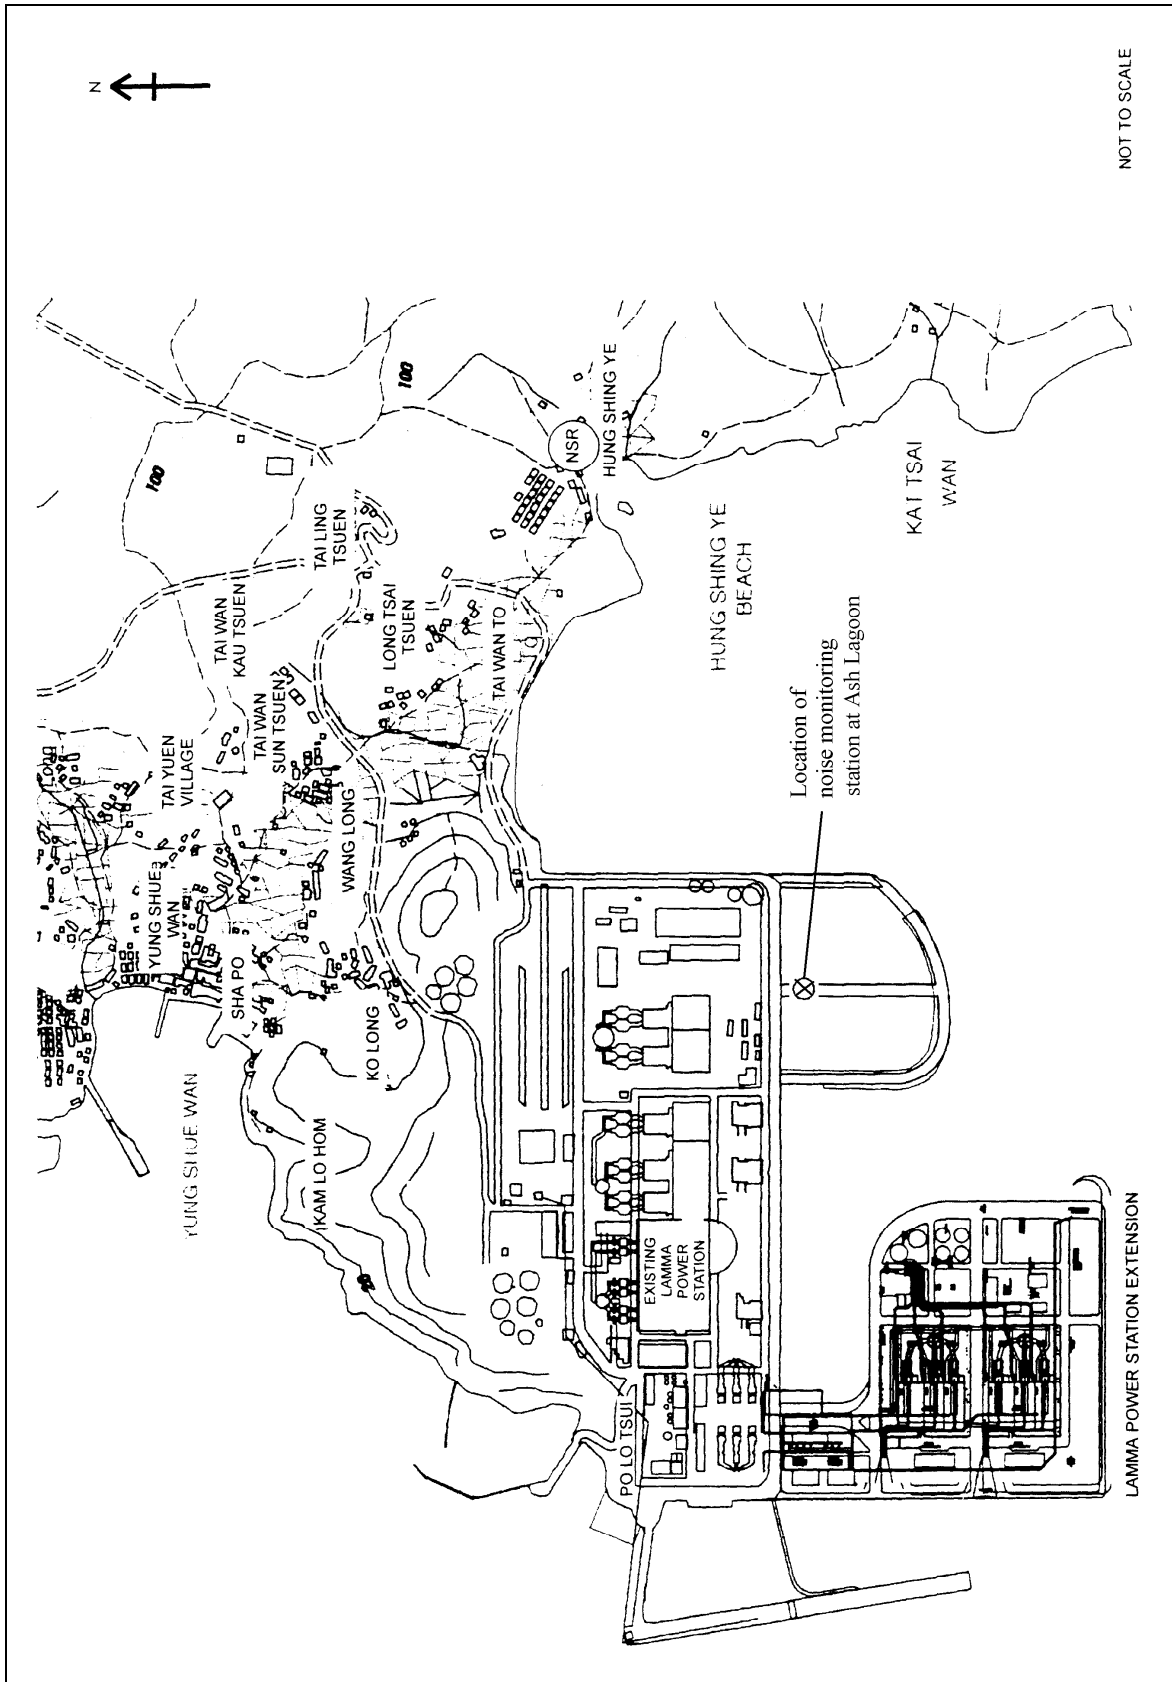 N
NOT TO SCALE
100
100
TAI LING
TSUEN
TAI WAN
KAU TSUEN
TAI YUEN
VILLAGE
TAI WAN
SUN TSUEN
LONG TSAI
TSUEN
TAI WAN TO
NSR
HUNG SHING YE
HUNG SHING YE
BEACH
KAI TSAI
WAN
YUNG SHUE
WAN
SHA PO
WANG LONG
KO LONG
YUNG SHUE WAN
KAM LO HOM
Location of
noise monitoring
station at Ash Lagoon
EXISTING
LAMMA
POWER
STATION
PO LO TSUI
LAMMA POWER STATION EXTENSION